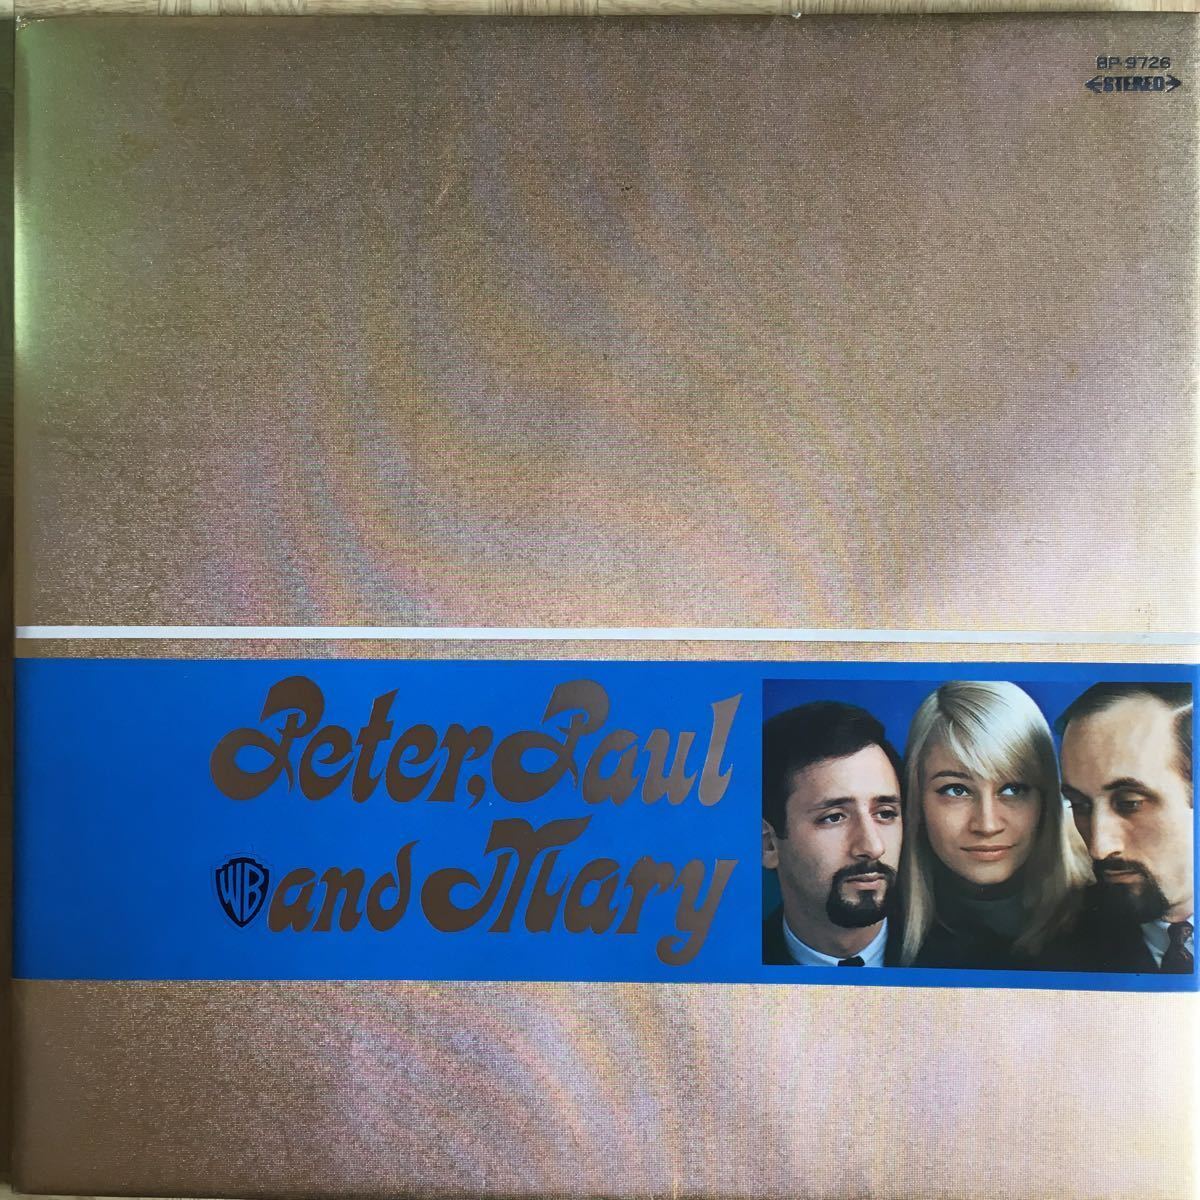 BP-9726
STEREO
Peter, Paul
WB and Mary